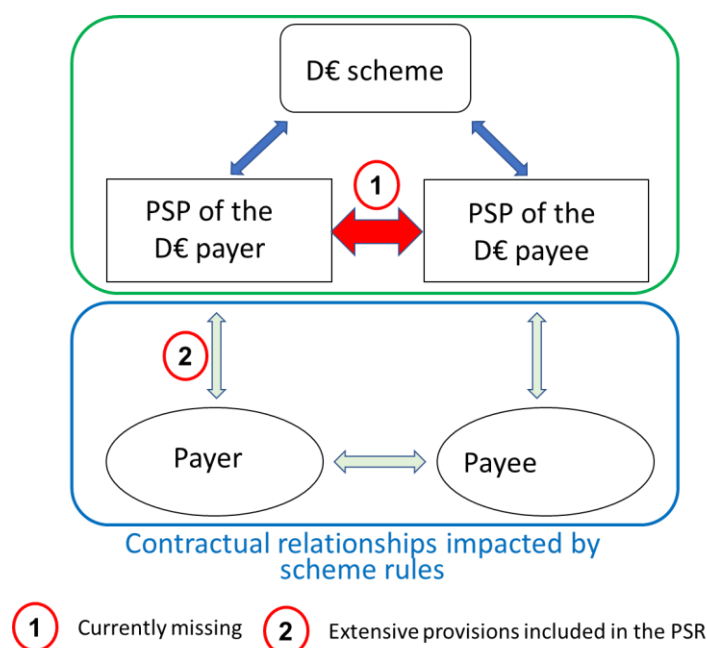 D€ scheme
1
PSP of the
D€ payer
PSP of the
D€ payee
2
Payer
Payee
Contractual relationships impacted by
scheme rules
1 Currently missing 2 Extensive provisions included in the PSR